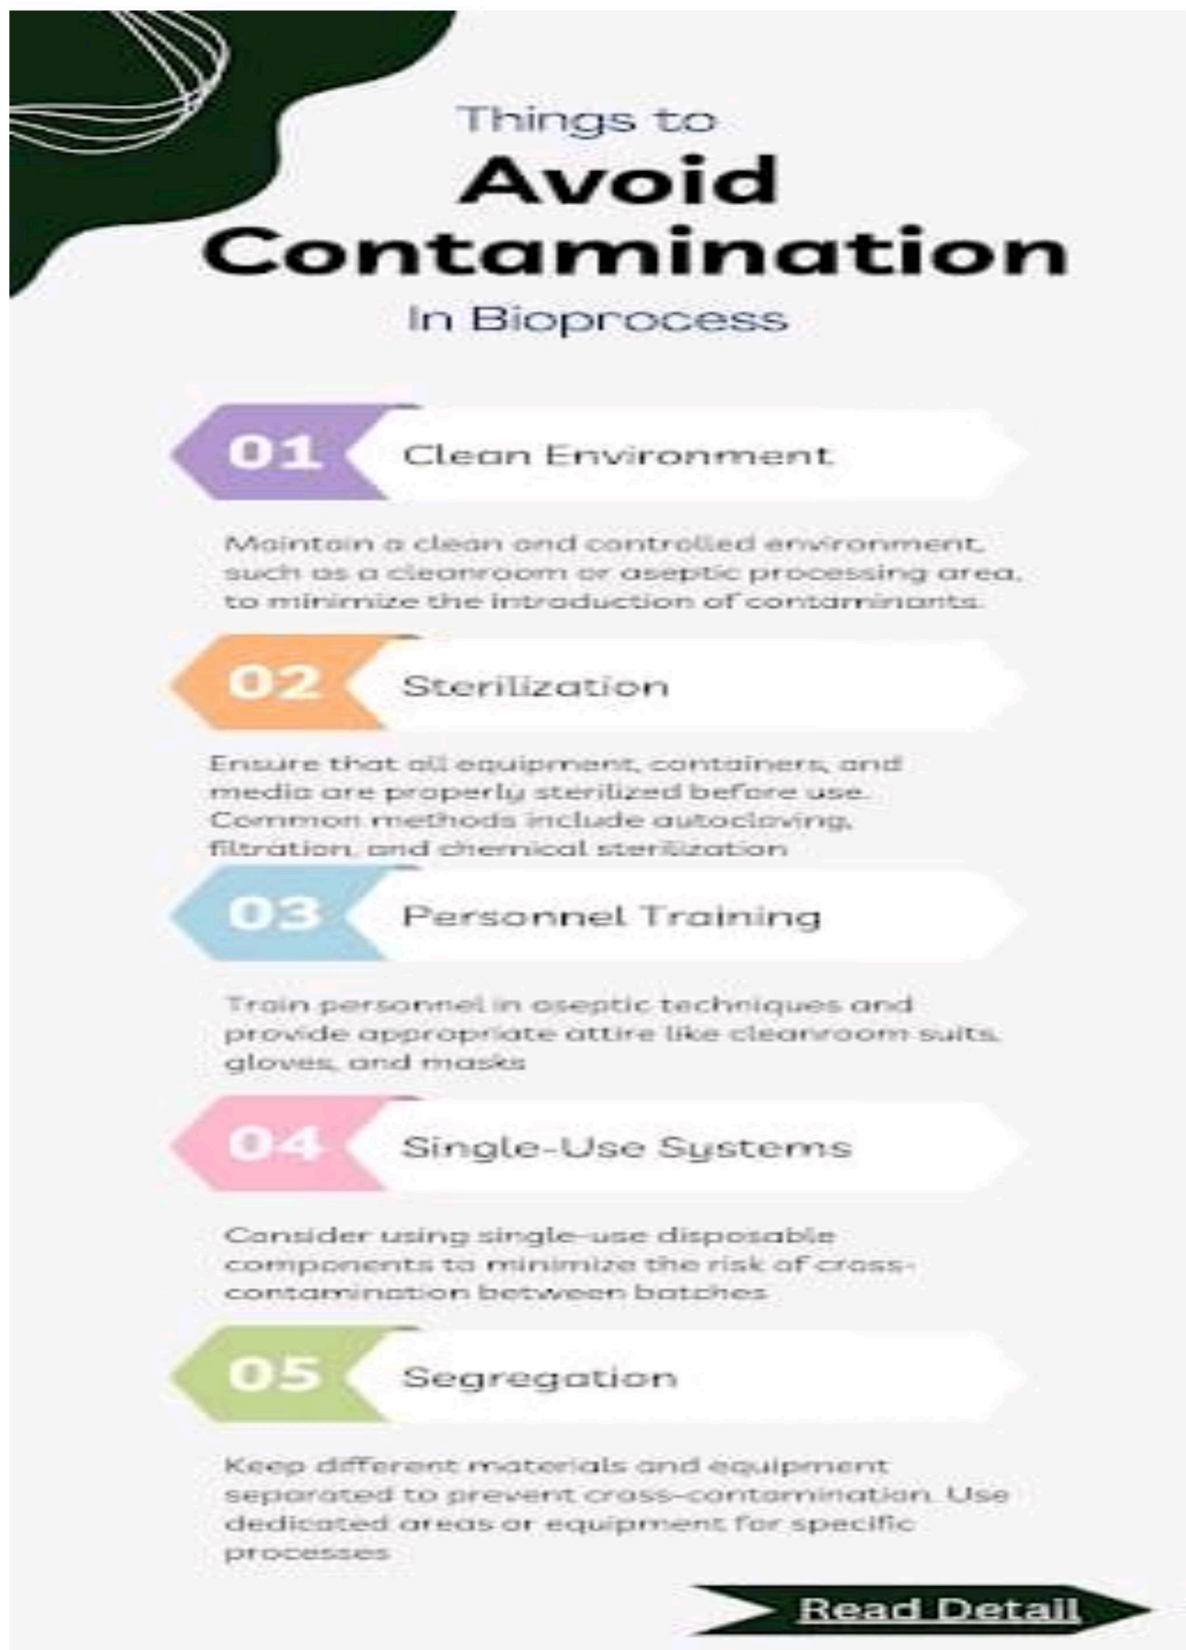 Things to
Avoid
Contamination
In Bioprocess
01
Clean Environment
Maintain a clean and controlled environment,
such as a cleanroom or aseptic processing area,
to minimize the introduction of contaminants.
02
Sterilization
Ensure that all equipment, containers, and
media are properly sterilized before use.
Common methods include autoclaving,
filtration, and chemical sterilization
03
Personnel Training
Train personnel in aseptic techniques and
provide appropriate attire like cleanroom suits,
gloves, and masks
04
Single-Use Systems
Consider using single-use disposable
components to minimize the risk of cross-
contamination between batches
05
Segregation
Keep different materials and equipment
separated to prevent cross-contamination. Use
dedicated areas or equipment for specific
processes
Read Detail